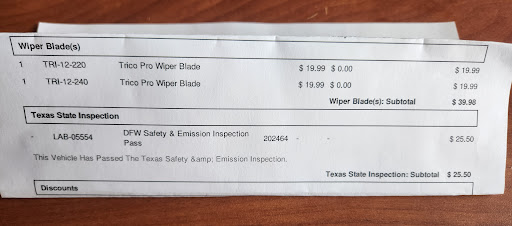 Wiper Blade(s)
1 TRI-12-220 Trico Pro Wiper Blade $ 19.99 $ 0.00 $ 19.99
1 TRI-12-240 Trico Pro Wiper Blade $ 19.99 $ 0.00 $ 19.99
Wiper Blade(s): Subtotal $ 39.98
Texas State Inspection
- LAB-05554 DFW Safety & Emission Inspection 202464 - - $ 25.50
Pass
This Vehicle Has Passed The Texas Safety &amp; Emission Inspection.
Texas State Inspection: Subtotal $ 25.50
Discounts